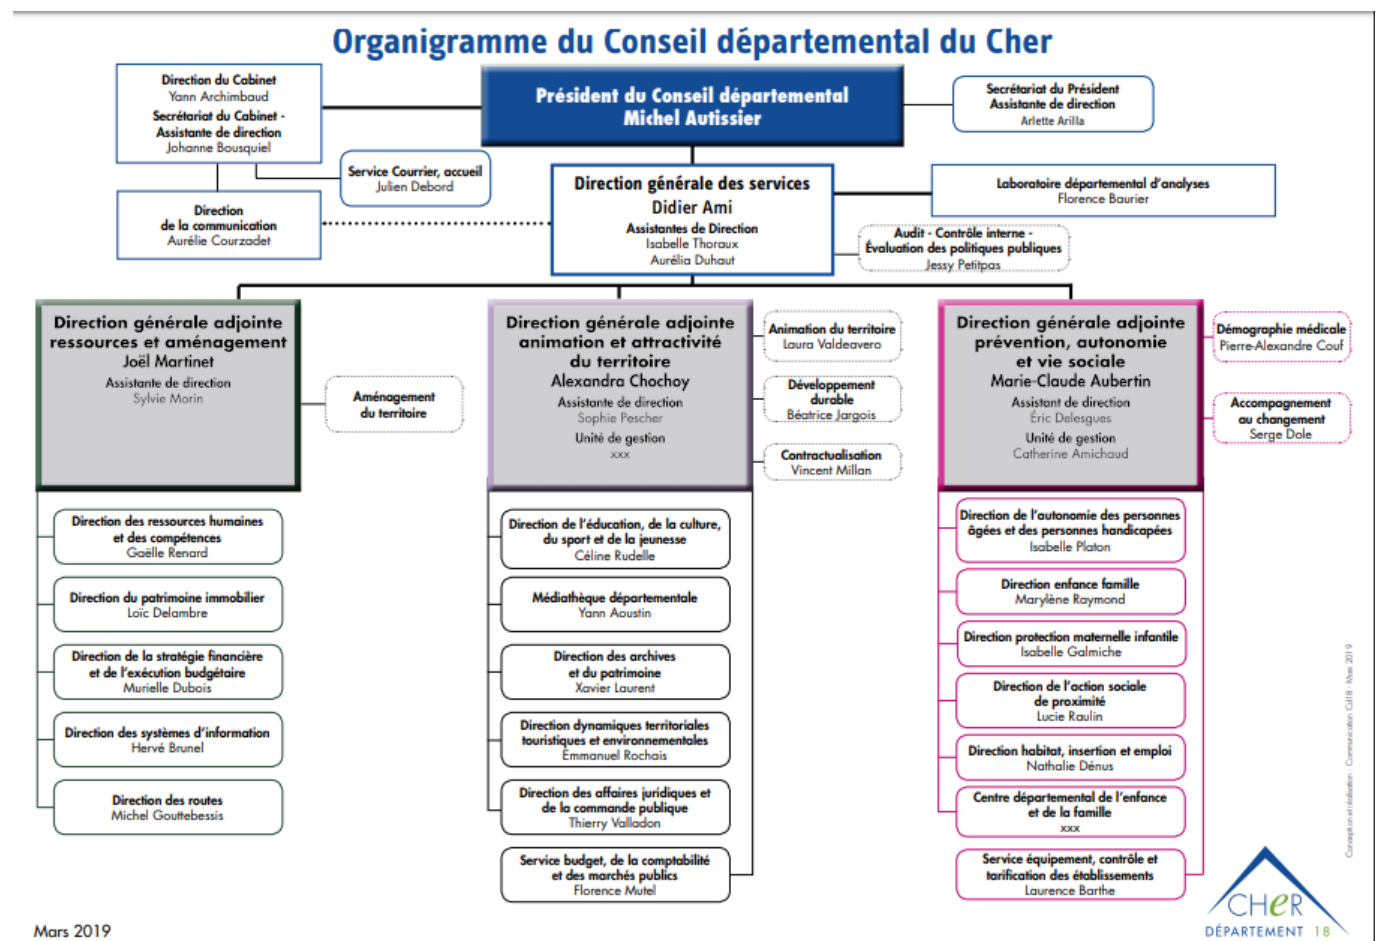 Organigramme du Conseil départemental du Cher
Direction du Cabinet
Yann Archimbaud
Secrétariat du Cabinet -
Assistante de direction
Johanne Bousquiel
Président du Conseil départemental
Michel Autissier
Secrétariat du Président
Assistante de direction
Arlette Arilla
Service Courrier, accueil
Julien Debord
Direction
de la communication
Aurélie Courzadet
Direction générale des services
Didier Ami
Assistantes de Direction
Isabelle Thoraux
Aurélia Duhaut
Laboratoire départemental d'analyses
Florence Baurier
Audit - Contrôle interne -
Évaluation des politiques publiques
Jessy Petitpas
Direction générale adjointe
ressources et aménagement
Joël Martinet
Assistante de direction
Sylvie Morin
Aménagement
du territoire
Direction des ressources humaines
et des compétences
Gaëlle Renard
Direction du patrimoine immobilier
Loïc Delambre
Direction de la stratégie financière
et de l'exécution budgétaire
Murielle Dubois
Direction des systèmes d'information
Hervé Brunel
Direction des routes
Michel Gouttebessis
Direction générale adjointe
animation et attractivité
du territoire
Alexandra Chochoy
Assistante de direction
Sophie Pescher
Unité de gestion
xxx
Animation du territoire
Laura Valdeavero
Développement
durable
Béatrice Jargois
Contractualisation
Vincent Millan
Direction de l'éducation, de la culture,
du sport et de la jeunesse
Céline Rudelle
Médiathèque départementale
Yann Aoustin
Direction des archives
et du patrimoine
Xavier Laurent
Direction dynamiques territoriales
touristiques et environnementales
Emmanuel Rochais
Direction des affaires juridiques et
de la commande publique
Thierry Valladon
Service budget, de la comptabilité
et des marchés publics
Florence Mutel
Direction générale adjointe
prévention, autonomie
et vie sociale
Marie-Claude Aubertin
Assistant de direction
Éric Delesgues
Unité de gestion
Catherine Amichaud
Démographie médicale
Pierre-Alexandre Couf
Accompagnement
au changement
Serge Dole
Direction de l'autonomie des personnes
âgées et des personnes handicapées
Isabelle Platon
Direction enfance famille
Marylène Raymond
Direction protection maternelle infantile
Isabelle Galmiche
Direction de l'action sociale
de proximité
Lucie Raulin
Direction habitat, insertion et emploi
Nathalie Dénus
Centre départemental de l'enfance
et de la famille
xxx
Service équipement, contrôle et
tarification des établissements
Laurence Barthe
Conception et réalisation : Communication Cd18 - Mars 2019
CHeR
DÉPARTEMENT 18
Mars 2019